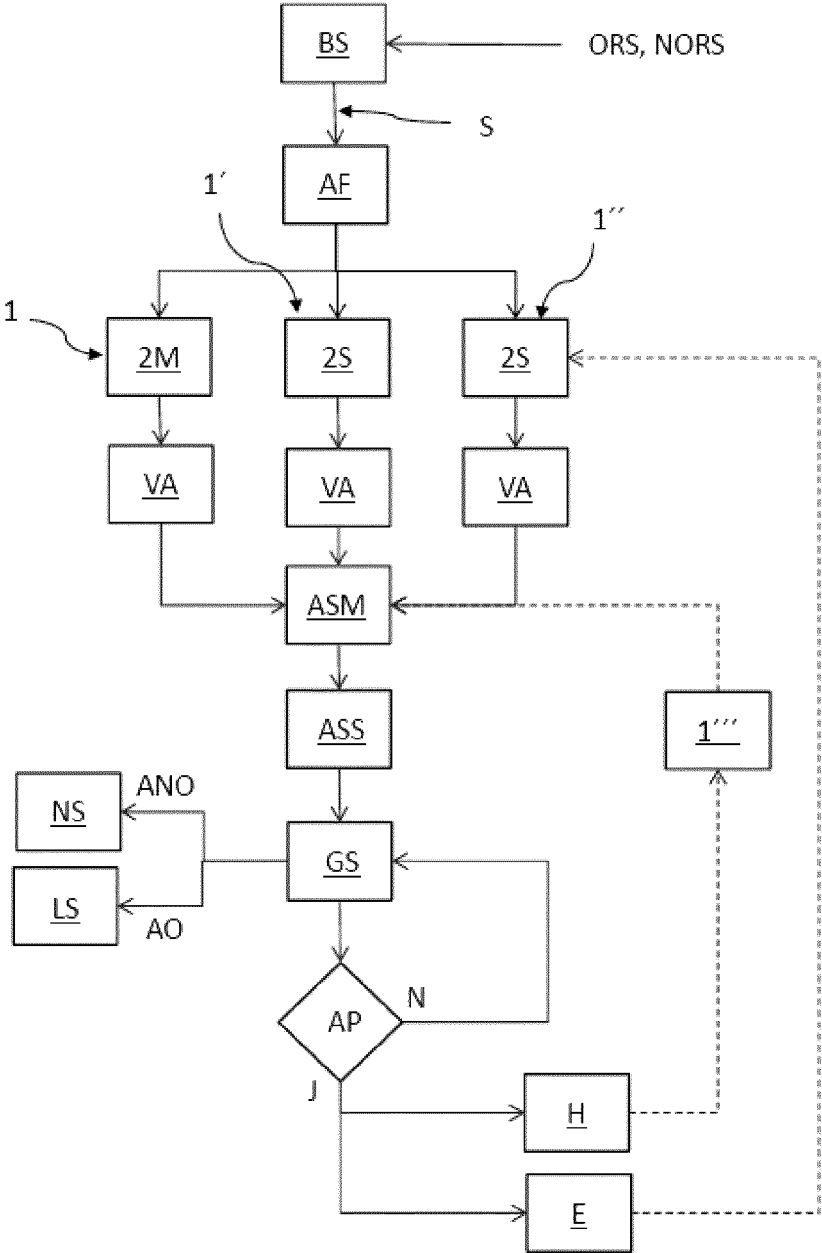 BS
ORS, NORS
S
AF
1´
1´´
1
2M
2S
2S
VA
VA
VA
ASM
ASS
1´´´
ANO
NS
GS
LS
AO
N
AP
J
H
E